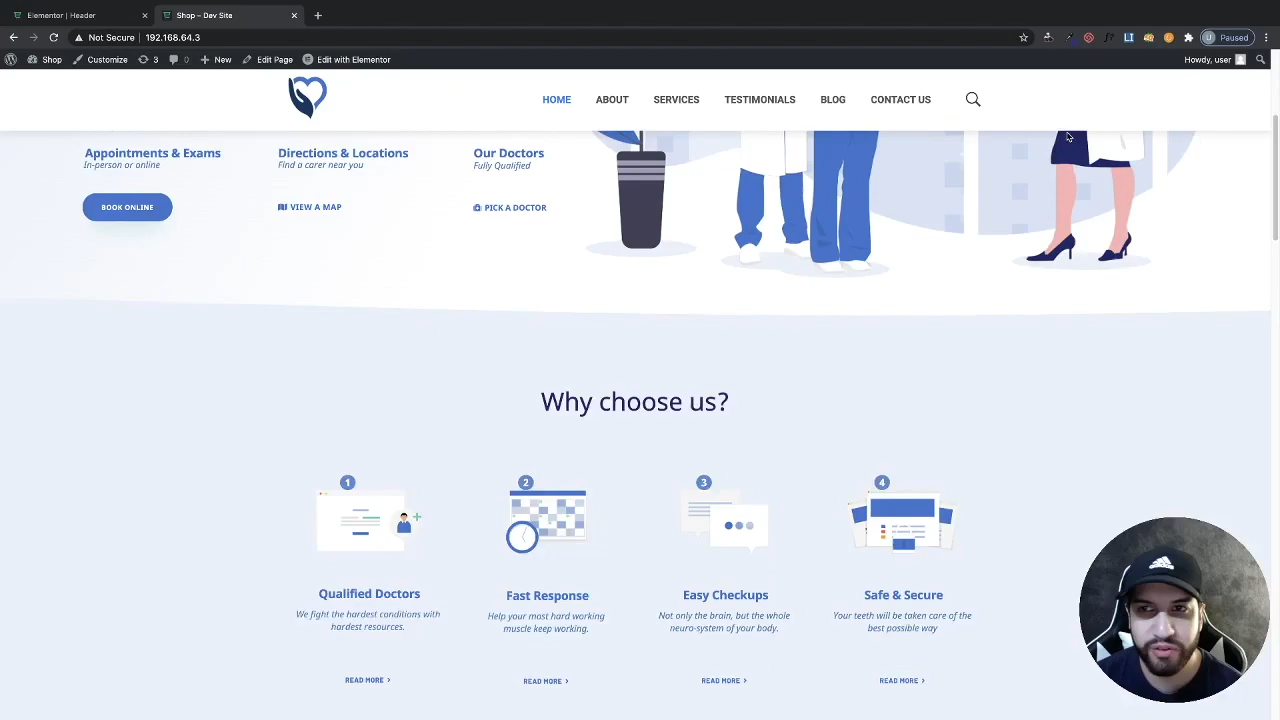 Elementor | Header
Shop – Dev Site
Not Secure
192.168.64.3
Paused
Shop
Customize
3
0
New
Edit Page
Edit with Elementor
Howdy, user
HOME
ABOUT
SERVICES
TESTIMONIALS
BLOG
CONTACT US
Appointments & Exams
In-person or online
BOOK ONLINE
Directions & Locations
Find a carer near you
VIEW A MAP
Our Doctors
Fully Qualified
PICK A DOCTOR
Why choose us?
1
Qualified Doctors
We fight the hardest conditions with
hardest resources.
READ MORE
2
Fast Response
Help your most hard working
muscle keep working.
READ MORE
3
Easy Checkups
Not only the brain, but the whole
neuro-system of your body.
READ MORE
4
Safe & Secure
Your teeth will be taken care of the
best possible way
READ MORE